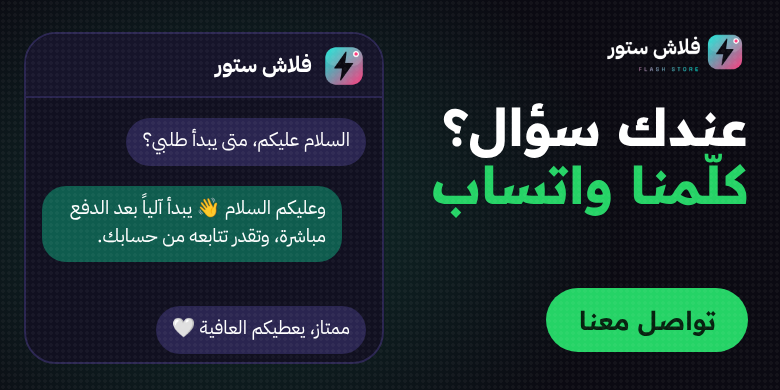 فلاش ستور
FLASH STORE
عندك سؤال؟
كلّمنا واتساب
تواصل معنا
فلاش ستور
السلام عليكم، متى يبدأ طلبي؟
وعليكم السلام 👋 يبدأ آلياً بعد الدفع
مباشرة، وتقدر تتابعه من حسابك.
ممتاز، يعطيكم العافية 🤍